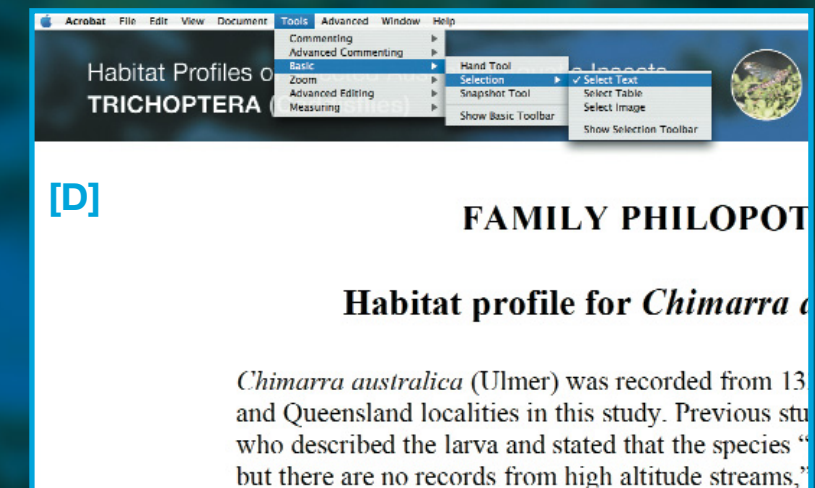 Acrobat File Edit View Document Tools Advanced Window Help
Commenting
Advanced Commenting
Basic
Zoom
Advanced Editing
Measuring
Hand Tool
Selection
Snapshot Tool
Show Basic Toolbar
✓ Select Text
Select Table
Select Image
Show Selection Toolbar
Habitat Profiles o Insects
TRICHOPTERA (
[D]
FAMILY PHILOPOT
Habitat profile for Chimarra a
Chimarra australica (Ulmer) was recorded from 13
and Queensland localities in this study. Previous stu
who described the larva and stated that the species “
but there are no records from high altitude streams,”